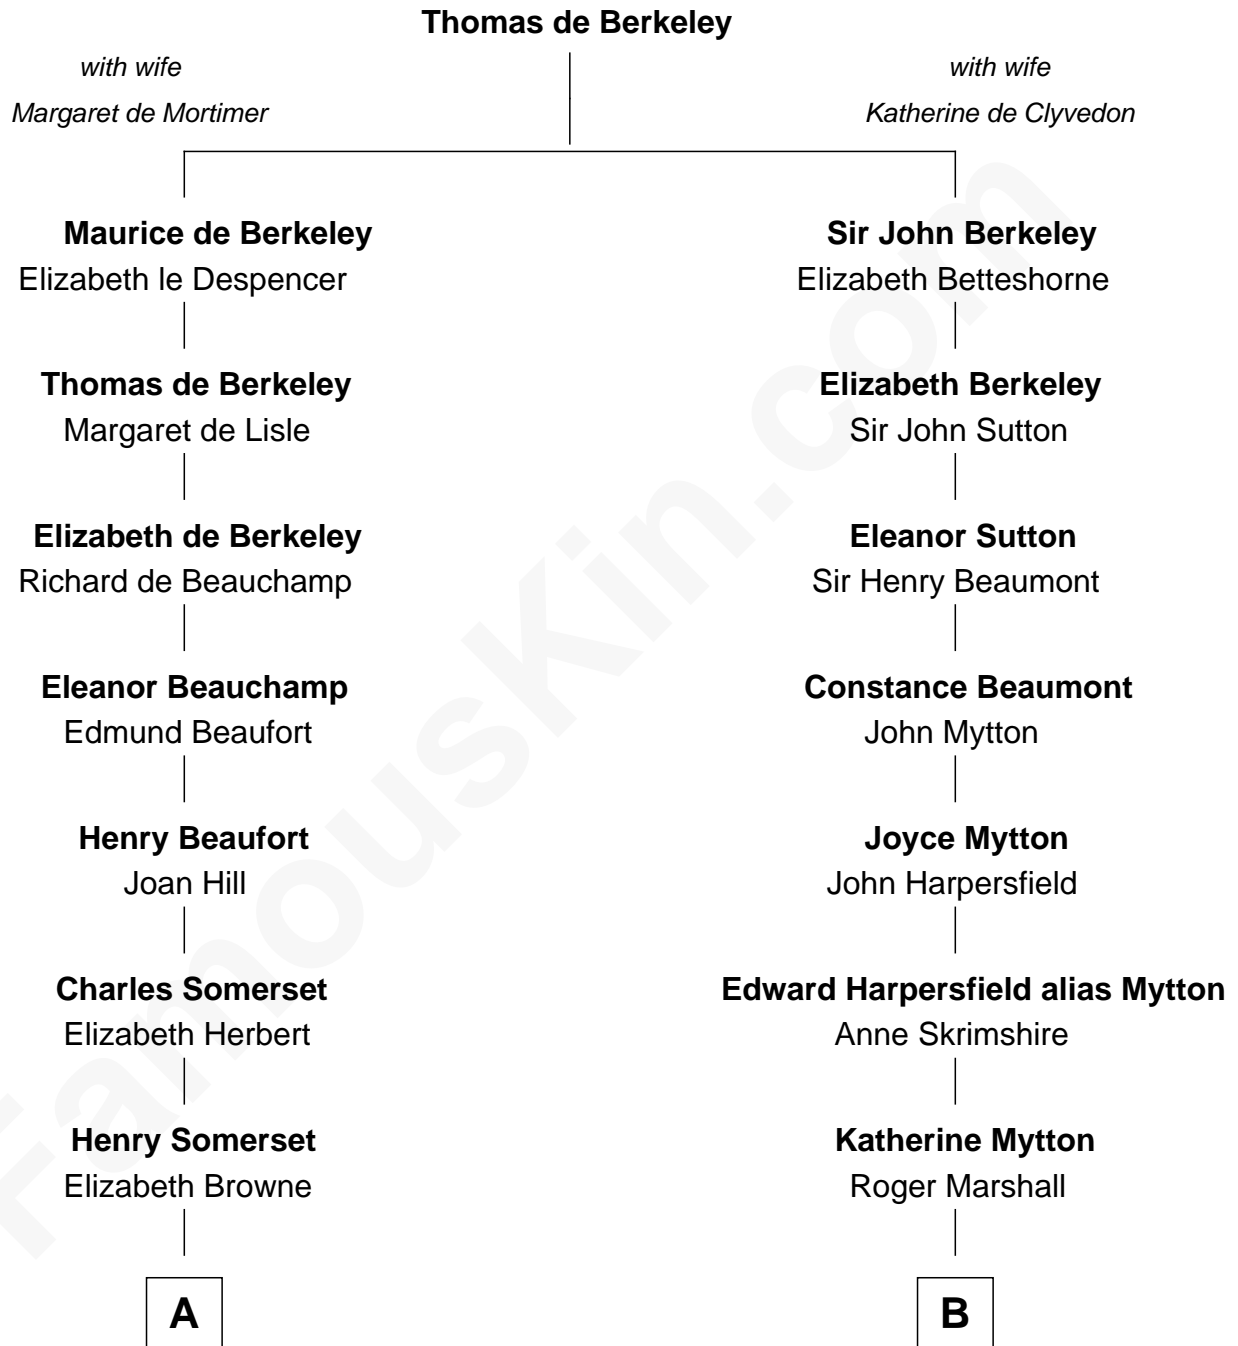 Thomas de Berkeley
with wife
Margaret de Mortimer
with wife
Katherine de Clyvedon
Maurice de Berkeley
Elizabeth le Despencer
Sir John Berkeley
Elizabeth Betteshorne
Thomas de Berkeley
Margaret de Lisle
Elizabeth Berkeley
Sir John Sutton
Elizabeth de Berkeley
Richard de Beauchamp
Eleanor Sutton
Sir Henry Beaumont
Eleanor Beauchamp
Edmund Beaufort
Constance Beaumont
John Mytton
Henry Beaufort
Joan Hill
Joyce Mytton
John Harpersfield
Charles Somerset
Elizabeth Herbert
Edward Harpersfield alias Mytton
Anne Skrimshire
Henry Somerset
Elizabeth Browne
Katherine Mytton
Roger Marshall
A
B
FamousKin.com